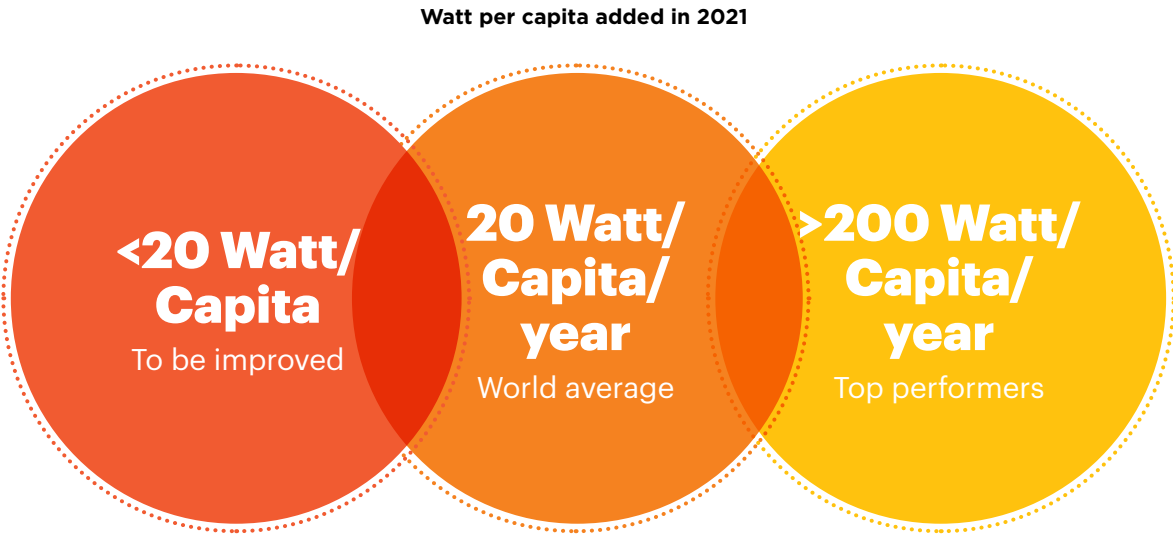 Watt per capita added in 2021
<20 Watt/
Capita
To be improved
20 Watt/
Capita/
year
World average
>200 Watt/
Capita/
year
Top performers